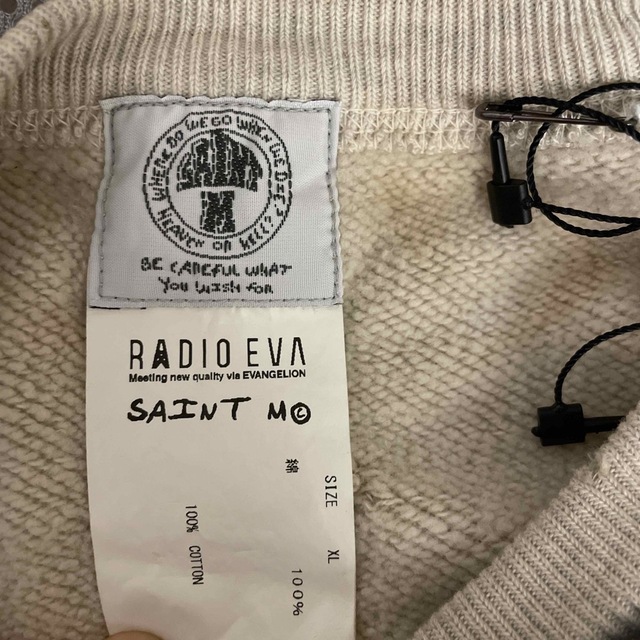 WHERE DO WE GO WHEN WE DIE?
SAINT
M
HEAVEN OR HELL
BE CAREFUL WHAT
YOU WISH FOR
RADIO EVA
Meeting new quality via EVANGELION
SAINT M©
SIZE XL
綿 100%
100% COTTON